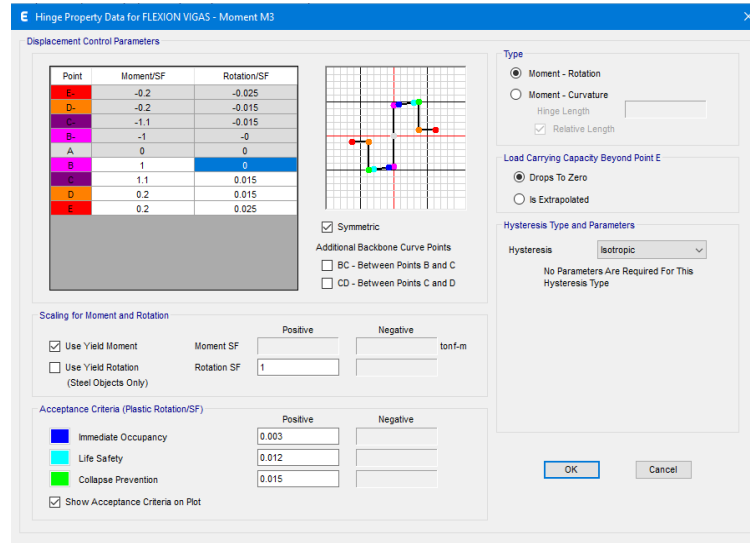 E Hinge Property Data for FLEXION VIGAS - Moment M3
Displacement Control Parameters
Point Moment/SF Rotation/SF
E- -0.2 -0.025
D- -0.2 -0.015
C- -1.1 -0.015
B- -1 -0
A 0 0
B 1 0
C 1.1 0.015
D 0.2 0.015
E 0.2 0.025
Symmetric
Additional Backbone Curve Points
BC - Between Points B and C
CD - Between Points C and D
Scaling for Moment and Rotation
Positive Negative
Use Yield Moment Moment SF tonf-m
Use Yield Rotation Rotation SF 1
(Steel Objects Only)
Acceptance Criteria (Plastic Rotation/SF)
Positive Negative
Immediate Occupancy 0.003
Life Safety 0.012
Collapse Prevention 0.015
Show Acceptance Criteria on Plot
Type
Moment - Rotation
Moment - Curvature
Hinge Length
Relative Length
Load Carrying Capacity Beyond Point E
Drops To Zero
Is Extrapolated
Hysteresis Type and Parameters
Hysteresis Isotropic
No Parameters Are Required For This
Hysteresis Type
OK Cancel